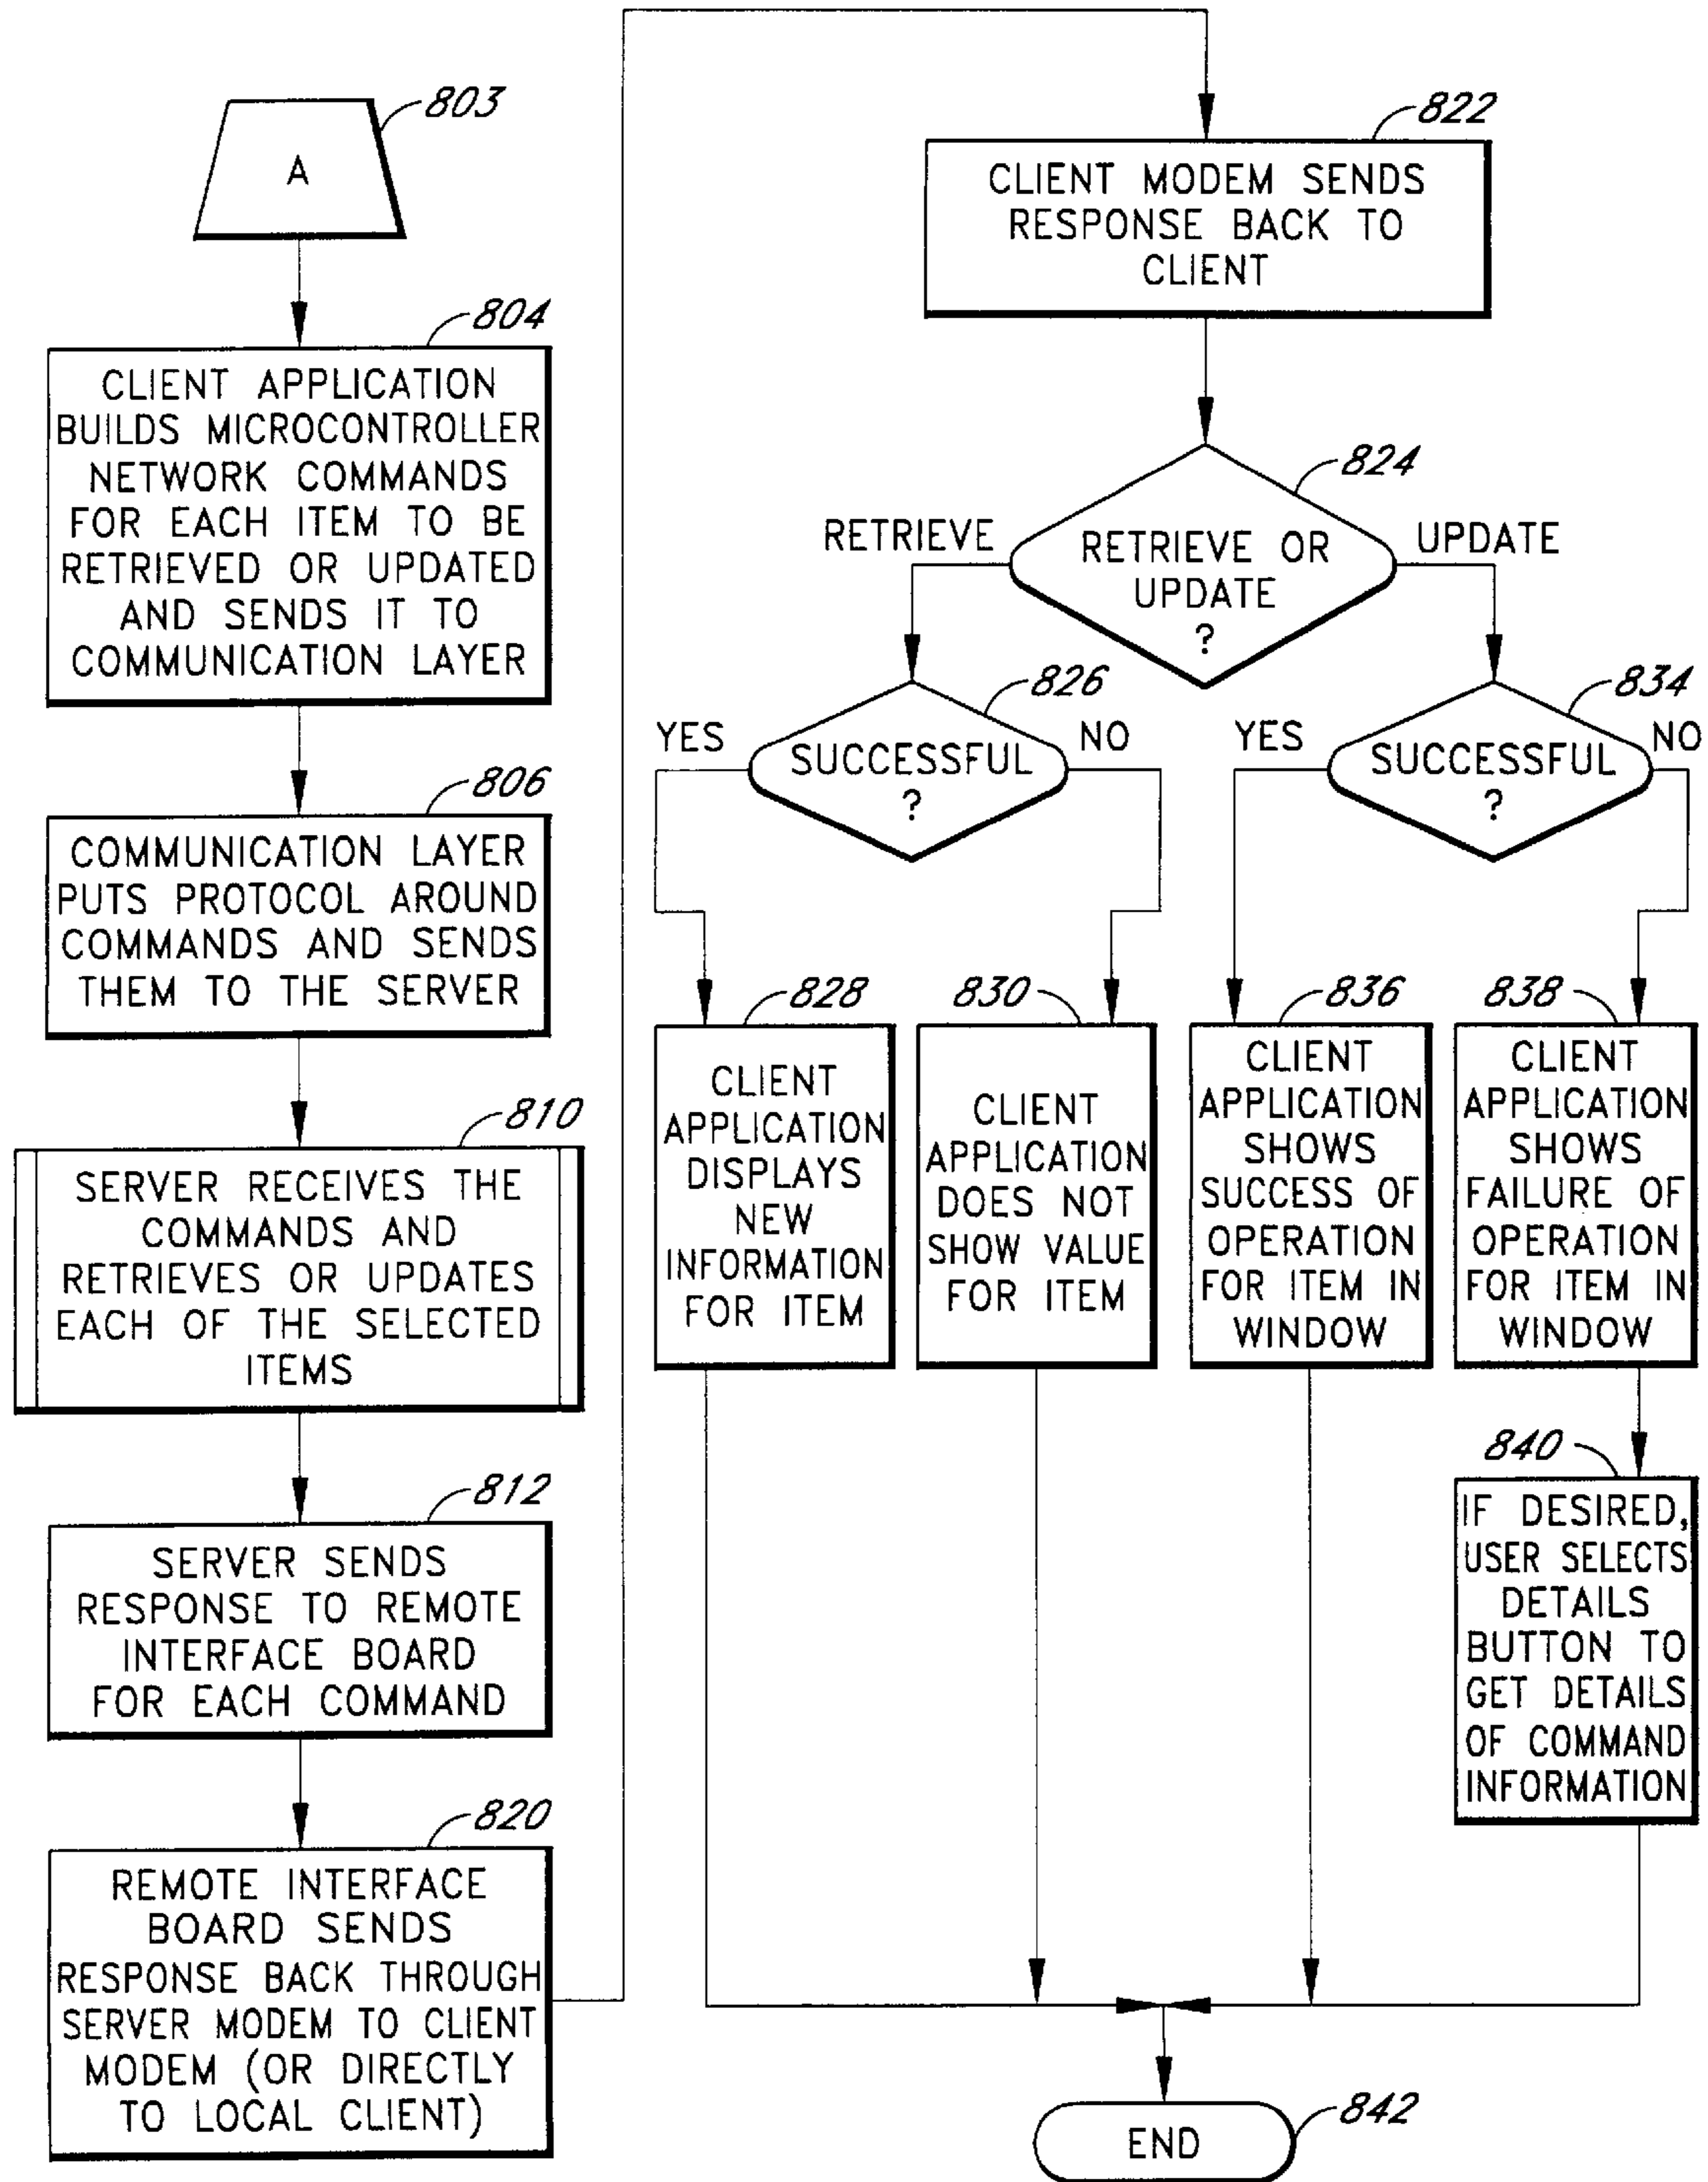 803
A
804
CLIENT APPLICATION
BUILDS MICROCONTROLLER
NETWORK COMMANDS
FOR EACH ITEM TO BE
RETRIEVED OR UPDATED
AND SENDS IT TO
COMMUNICATION LAYER
806
COMMUNICATION LAYER
PUTS PROTOCOL AROUND
COMMANDS AND SENDS
THEM TO THE SERVER
810
SERVER RECEIVES THE
COMMANDS AND
RETRIEVES OR UPDATES
EACH OF THE SELECTED
ITEMS
812
SERVER SENDS
RESPONSE TO REMOTE
INTERFACE BOARD
FOR EACH COMMAND
820
REMOTE INTERFACE
BOARD SENDS
RESPONSE BACK THROUGH
SERVER MODEM TO CLIENT
MODEM (OR DIRECTLY
TO LOCAL CLIENT)
822
CLIENT MODEM SENDS
RESPONSE BACK TO
CLIENT
824
RETRIEVE
RETRIEVE OR
UPDATE
?
UPDATE
826
YES
SUCCESSFUL
?
NO
834
YES
SUCCESSFUL
?
NO
828
CLIENT
APPLICATION
DISPLAYS
NEW
INFORMATION
FOR ITEM
830
CLIENT
APPLICATION
DOES NOT
SHOW VALUE
FOR ITEM
836
CLIENT
APPLICATION
SHOWS
SUCCESS OF
OPERATION
FOR ITEM IN
WINDOW
838
CLIENT
APPLICATION
SHOWS
FAILURE OF
OPERATION
FOR ITEM IN
WINDOW
840
IF DESIRED,
USER SELECTS
DETAILS
BUTTON TO
GET DETAILS
OF COMMAND
INFORMATION
END
842